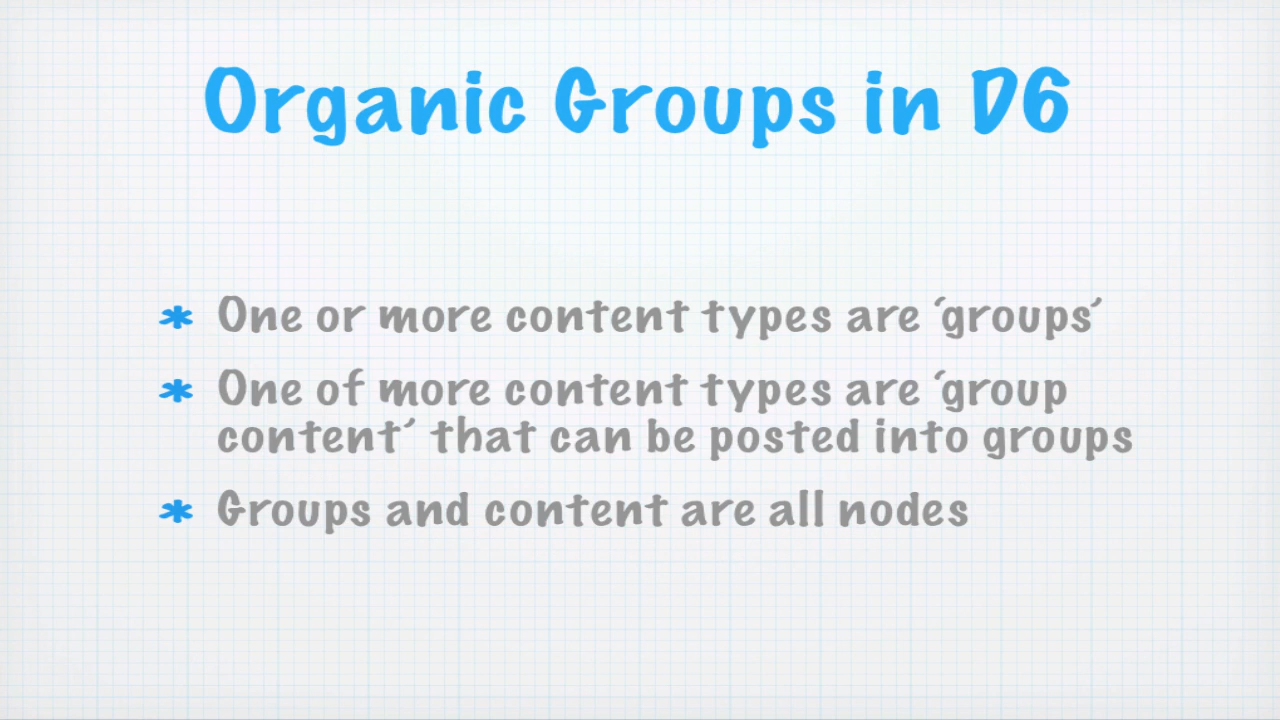 Organic Groups in D6
* One or more content types are ‘groups’
* One of more content types are ‘group
content’ that can be posted into groups
* Groups and content are all nodes